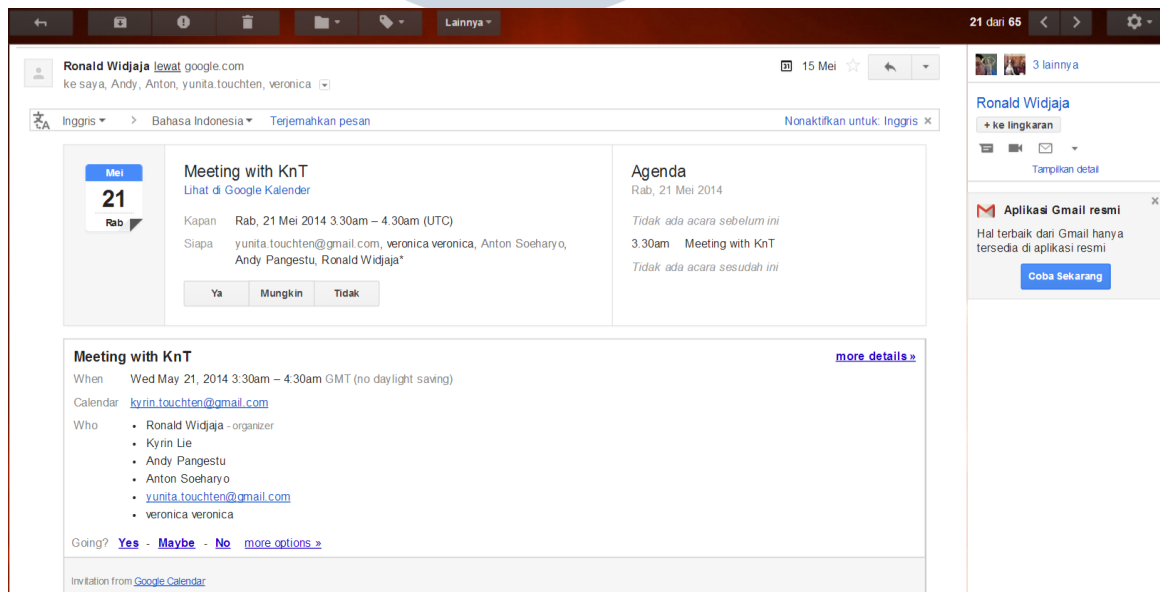 Lainnya
21 dari 65
Ronald Widjaja lewat google.com
15 Mei
ke saya, Andy, Anton, yunita.touchten, veronica
Inggris > Bahasa Indonesia Terjemahkan pesan
Nonaktifkan untuk: Inggris ×
Mei
21
Rab
Meeting with KnT
Lihat di Google Kalender
Kapan Rab, 21 Mei 2014 3.30am – 4.30am (UTC)
Siapa yunita.touchten@gmail.com, veronica veronica, Anton Soeharyo,
Andy Pangestu, Ronald Widjaja*
Ya Mungkin Tidak
Agenda
Rab, 21 Mei 2014
Tidak ada acara sebelum ini
3.30am Meeting with KnT
Tidak ada acara sesudah ini
Meeting with KnT
more details »
When Wed May 21, 2014 3:30am – 4:30am GMT (no daylight saving)
Calendar kyrin.touchten@gmail.com
Who • Ronald Widjaja - organizer
• Kyrin Lie
• Andy Pangestu
• Anton Soeharyo
• yunita.touchten@gmail.com
• veronica veronica
Going? Yes - Maybe - No more options »
Invitation from Google Calendar
3 lainnya
Ronald Widjaja
+ ke lingkaran
Tampilkan detail
Aplikasi Gmail resmi
×
Hal terbaik dari Gmail hanya
tersedia di aplikasi resmi
Coba Sekarang